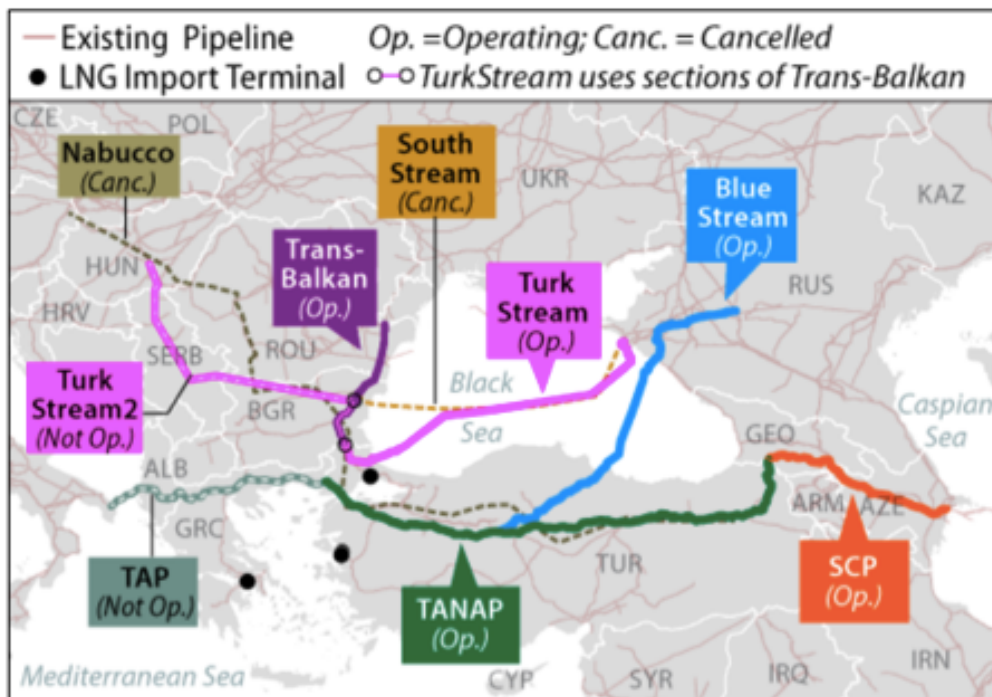 Existing Pipeline Op. =Operating; Canc. = Cancelled
LNG Import Terminal TurkStream uses sections of Trans-Balkan
CZE
POL
Nabucco
(Canc.)
South
Stream
(Canc.)
UKR
KAZ
Blue
Stream
(Op.)
Trans-
Balkan
(Op.)
HUN
Turk
Stream
(Op.)
RUS
HRV
SERB
ROU
Turk
Stream2
(Not Op.)
BGR
Black
Sea
Caspian
Sea
GEO
ALB
ARM
AZE
GRC
TAP
(Not Op.)
TANAP
(Op.)
TUR
SCP
(Op.)
Mediterranean Sea
CYP
SYR
IRQ
IRN